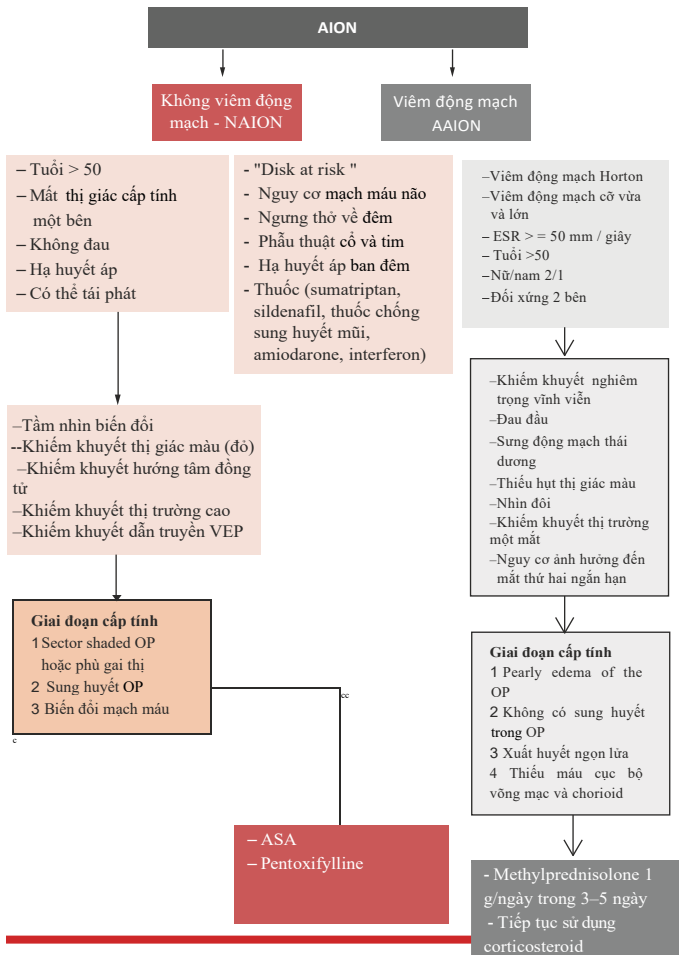 AION
Không viêm động
mạch - NAION
Viêm động mạch
AAION
– Tuổi > 50
– Mất thị giác cấp tính
một bên
– Không đau
– Hạ huyết áp
– Có thể tái phát
- "Disk at risk "
- Nguy cơ mạch máu não
- Ngưng thở về đêm
- Phẫu thuật cổ và tim
- Hạ huyết áp ban đêm
- Thuốc (sumatriptan,
sildenafil, thuốc chống
sung huyết mũi,
amiodarone, interferon)
–Viêm động mạch Horton
–Viêm động mạch cỡ vừa
và lớn
– ESR > = 50 mm / giây
– Tuổi >50
–Nữ/nam 2/1
–Đối xứng 2 bên
–Tầm nhìn biến đổi
--Khiếm khuyết thị giác màu (đỏ)
–Khiếm khuyết hướng tâm đồng
tử
–Khiếm khuyết thị trường cao
–Khiếm khuyết dẫn truyền VEP
–Khiếm khuyết nghiêm
trọng vĩnh viễn
–Đau đầu
–Sưng động mạch thái
dương
–Thiếu hụt thị giác màu
–Nhìn đôi
–Khiếm khuyết thị trường
một mắt
–Nguy cơ ảnh hưởng đến
mắt thứ hai ngắn hạn
Giai đoạn cấp tính
1 Sector shaded OP
hoặc phù gai thị
2 Sung huyết OP
3 Biến đổi mạch máu
c
cc
Giai đoạn cấp tính
1 Pearly edema of the
OP
2 Không có sung huyết
trong OP
3 Xuất huyết ngọn lửa
4 Thiếu máu cục bộ
võng mạc và chorioid
– ASA
– Pentoxifylline
- Methylprednisolone 1
g/ngày trong 3–5 ngày
- Tiếp tục sử dụng
corticosteroid